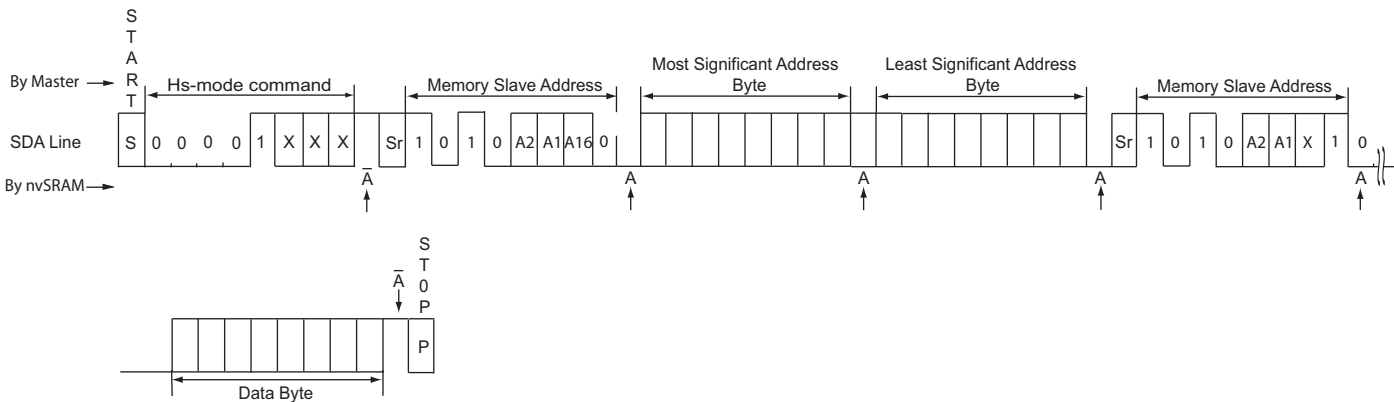 START
By Master
Hs-mode command
Memory Slave Address
Most Significant Address
Byte
Least Significant Address
Byte
Memory Slave Address
SDA Line
S 0 0 0 0 1 X X X Sr 1 0 1 0 A2 A1 A16 0 Sr 1 0 1 0 A2 A1 X 1 0
By nvSRAM
A̅ A A A A
A̅
ST0P
P
Data Byte